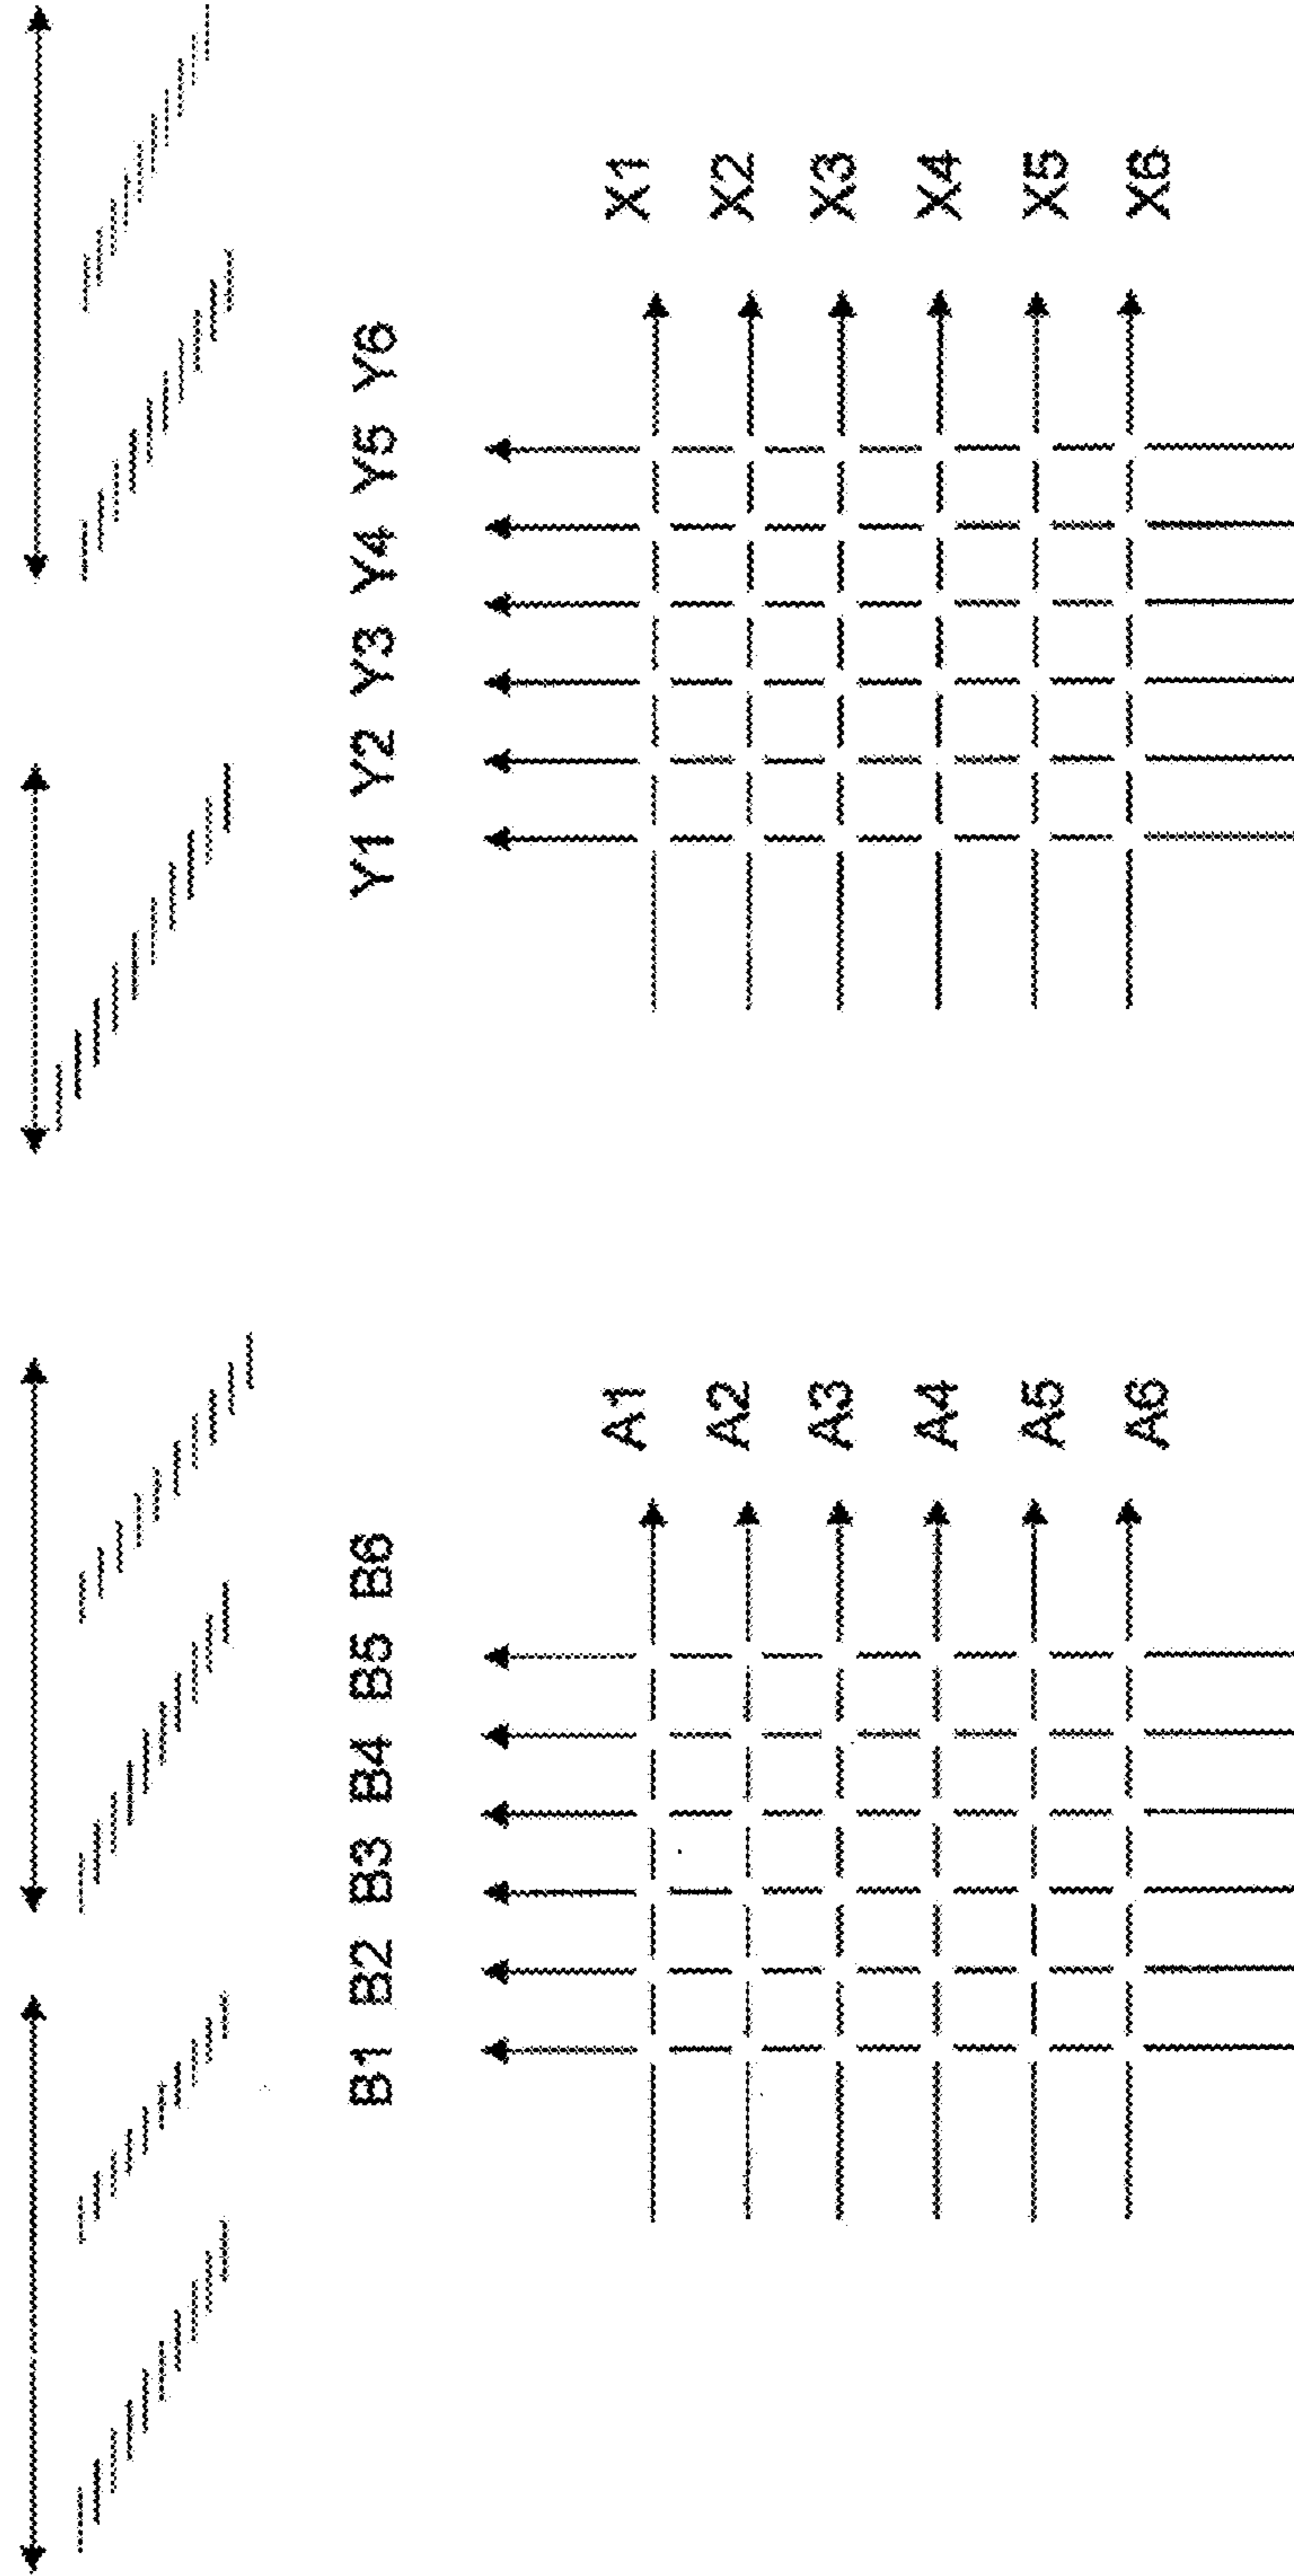 Y1 Y2 Y3 Y4 Y5 Y6
X1
X2
X3
X4
X5
X6
B1 B2 B3 B4 B5 B6
A1
A2
A3
A4
A5
A6